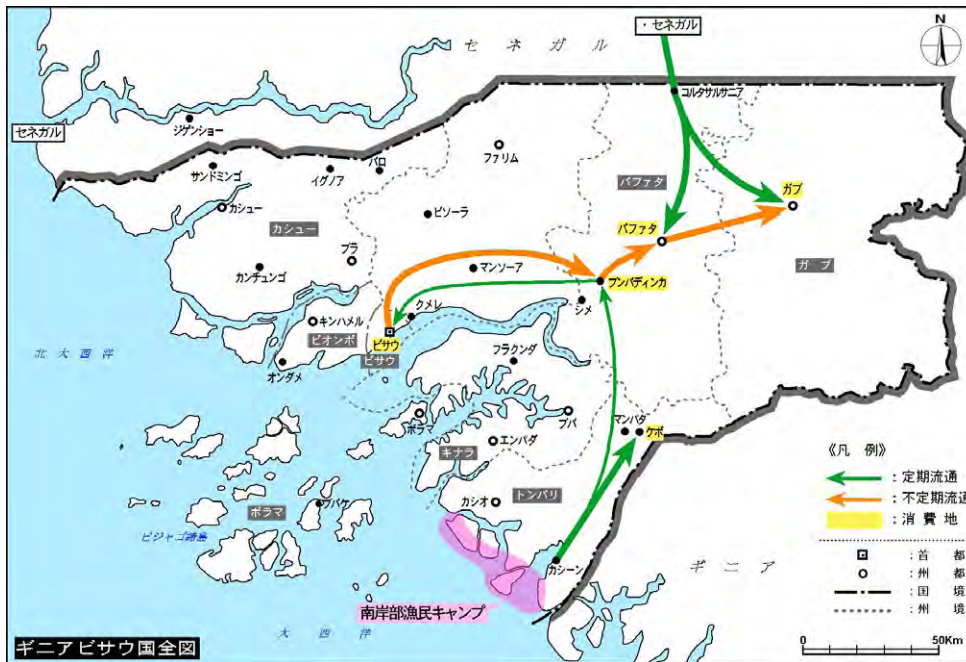 ・セネガル
N
セ ネ ガ ル
コルタサルサニア
セネガル
ジゲンショー
ファリム
サンドミンゴ
イグノア
バロ
バファタ
ガブ
カシュー
カシュー
ビソーラ
バファタ
ブラ
マンソーア
ガ ブ
カンチュンゴ
ブンバディンカ
シメ
クメレ
キンハメル
ビオンボ
ビサウ
ビサウ
北 大 西 洋
フラクンダ
オンダメ
マンパタ
ケボ
ボラマ
ブバ
エンパダ
キナラ
《凡 例》
：定期流通
：不定期流通
：消 費 地
カシオ
トンバリ
ブバケ
ボラマ
ビジャゴ諸島
：首 都
：州 都
：国 境
：州 境
カシーン
ギ ニ ア
南岸部漁民キャンプ
大 西 洋
0
50Km
ギニアビサウ国全図